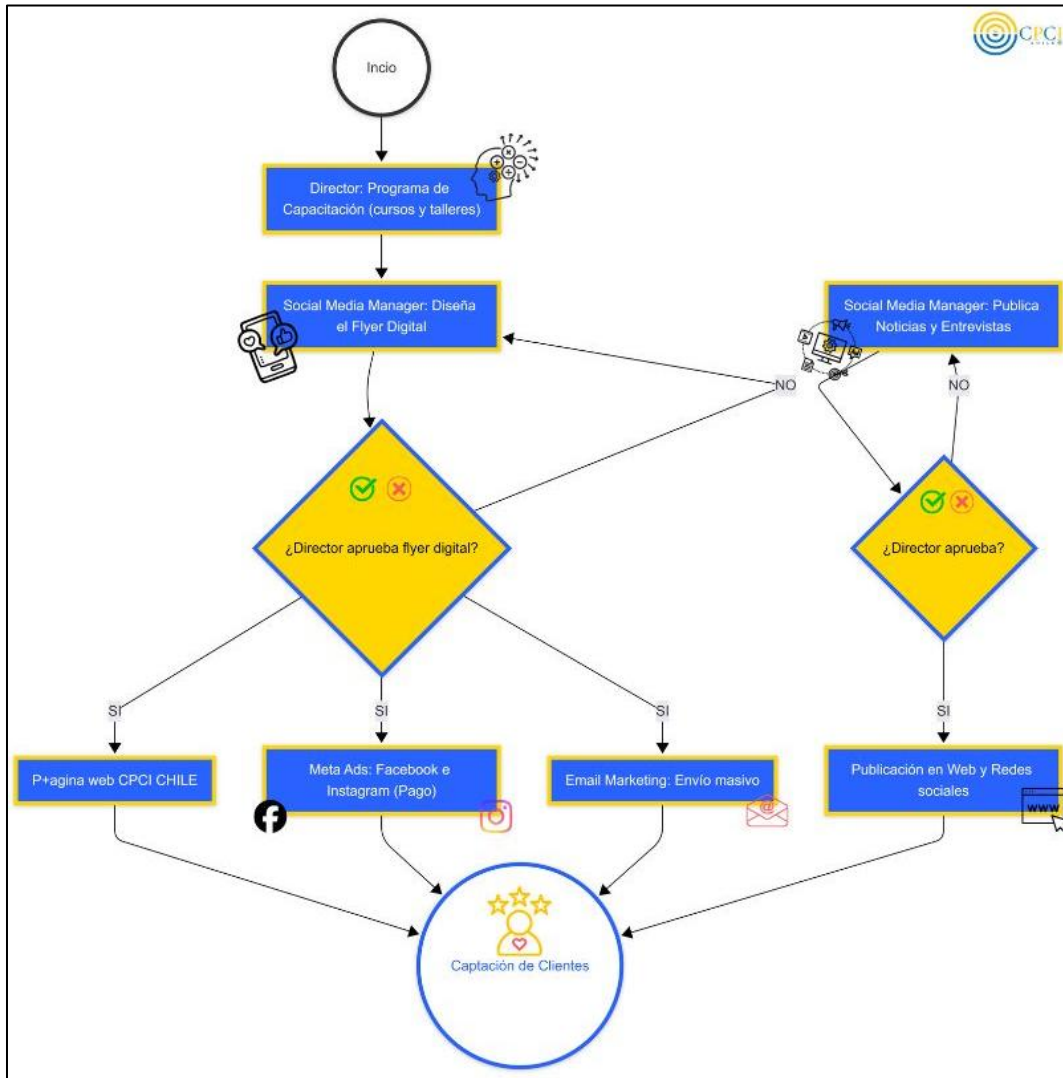 CPCI
CHILE
Incio
Director: Programa de
Capacitación (cursos y talleres)
Social Media Manager: Diseña
el Flyer Digital
Social Media Manager: Publica
Noticias y Entrevistas
NO
NO
¿Director aprueba flyer digital?
¿Director aprueba?
SI
SI
SI
SI
P+agina web CPCI CHILE
Meta Ads: Facebook e
Instagram (Pago)
Email Marketing: Envío masivo
Publicación en Web y Redes
sociales
www
Captación de Clientes